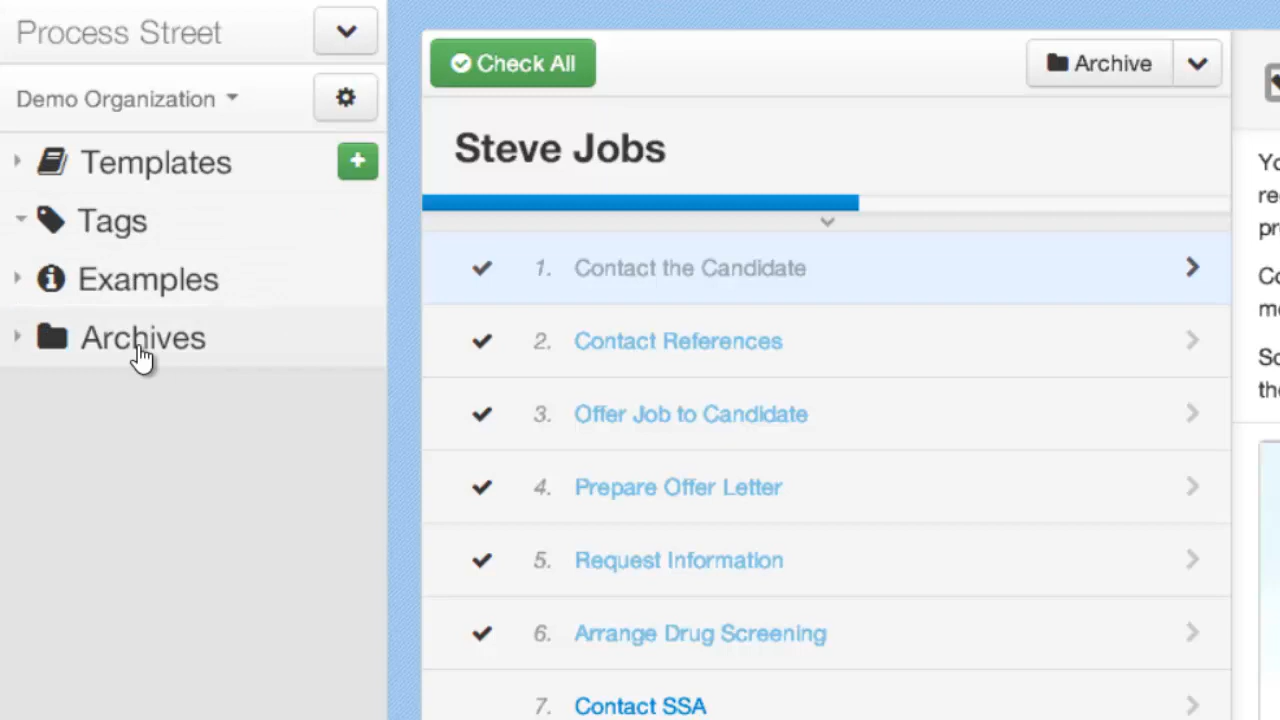 Process Street
Demo Organization
Templates
Tags
Examples
Archives
Check All
Archive
Steve Jobs
1. Contact the Candidate
2. Contact References
3. Offer Job to Candidate
4. Prepare Offer Letter
5. Request Information
6. Arrange Drug Screening
7. Contact SSA